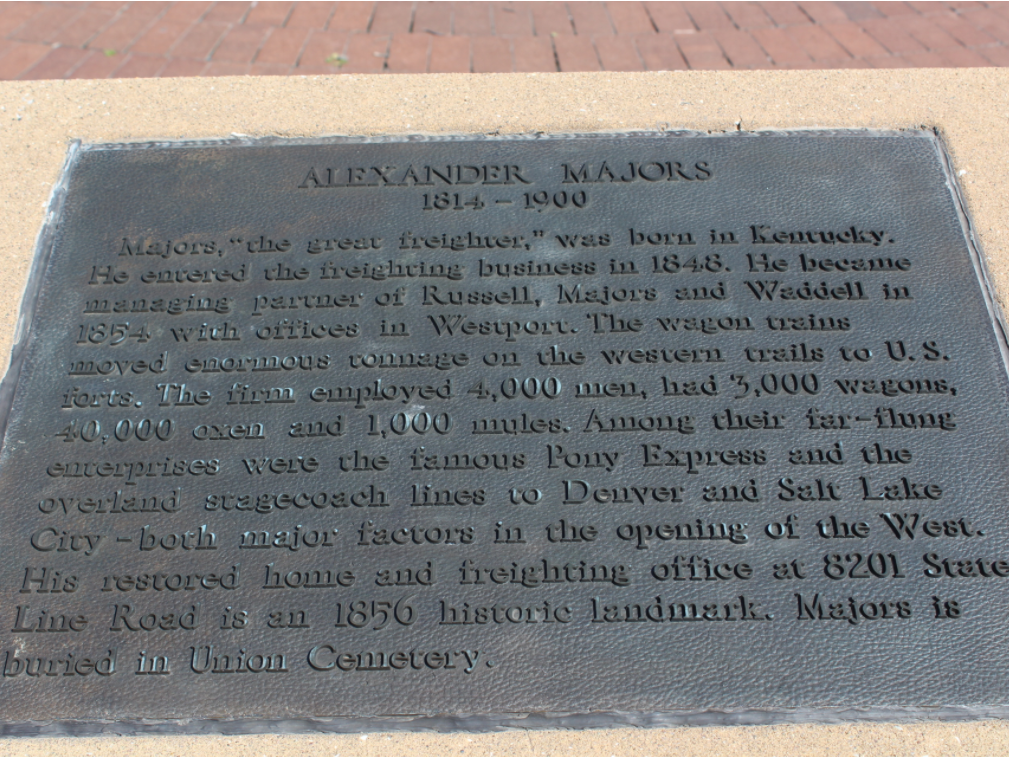 ALEXANDER MAJORS
1814 - 1900
Majors, "the great freighter," was born in Kentucky.
He entered the freighting business in 1848. He became
managing partner of Russell, Majors and Waddell in
1854 with offices in Westport. The wagon trains
moved enormous tonnage on the western trails to U. S.
forts. The firm employed 4,000 men, had 3,000 wagons,
40,000 oxen and 1,000 mules. Among their far-flung
enterprises were the famous Pony Express and the
overland stagecoach lines to Denver and Salt Lake
City - both major factors in the opening of the West.
His restored home and freighting office at 8201 State
Line Road is an 1856 historic landmark. Majors is
buried in Union Cemetery.